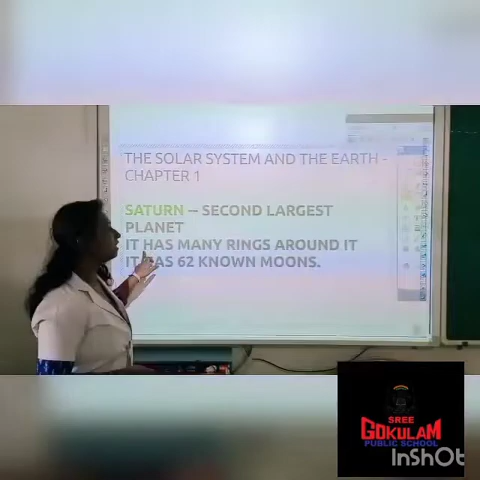 THE SOLAR SYSTEM AND THE EARTH -
CHAPTER 1
SATURN – SECOND LARGEST
PLANET
IT HAS MANY RINGS AROUND IT
IT HAS 62 KNOWN MOONS.
SREE
GOKULAM
PUBLIC SCHOOL
InShOt